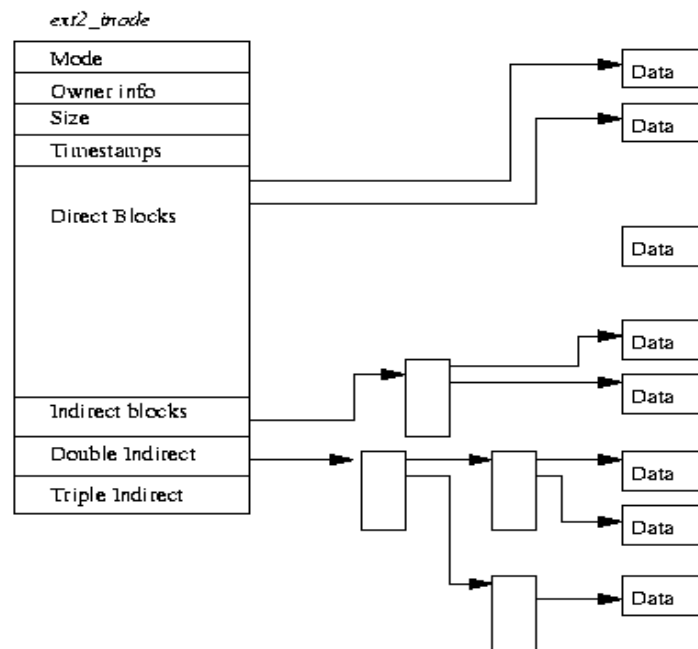 ext2_inode
Mode
Owner info
Size
Timestamps
Direct Blocks
Indirect blocks
Double Indirect
Triple Indirect
Data
Data
Data
Data
Data
Data
Data
Data